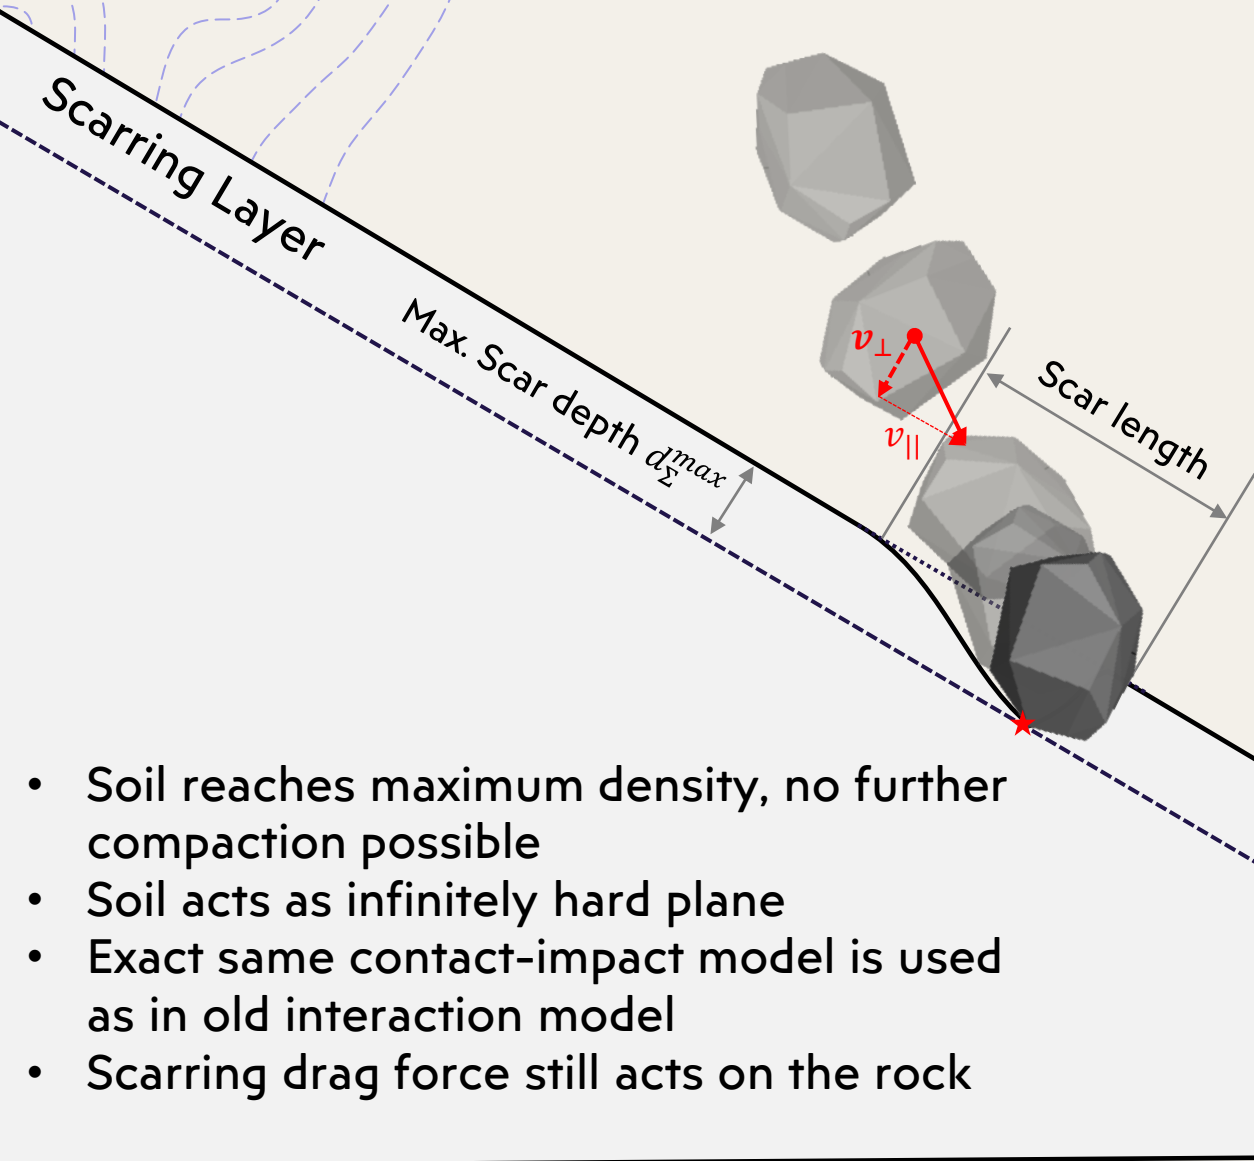 Scarring Layer
Max. Scar depth d_Σ^max
v⊥
v||
Scar length
• Soil reaches maximum density, no further
compaction possible
• Soil acts as infinitely hard plane
• Exact same contact-impact model is used
as in old interaction model
• Scarring drag force still acts on the rock